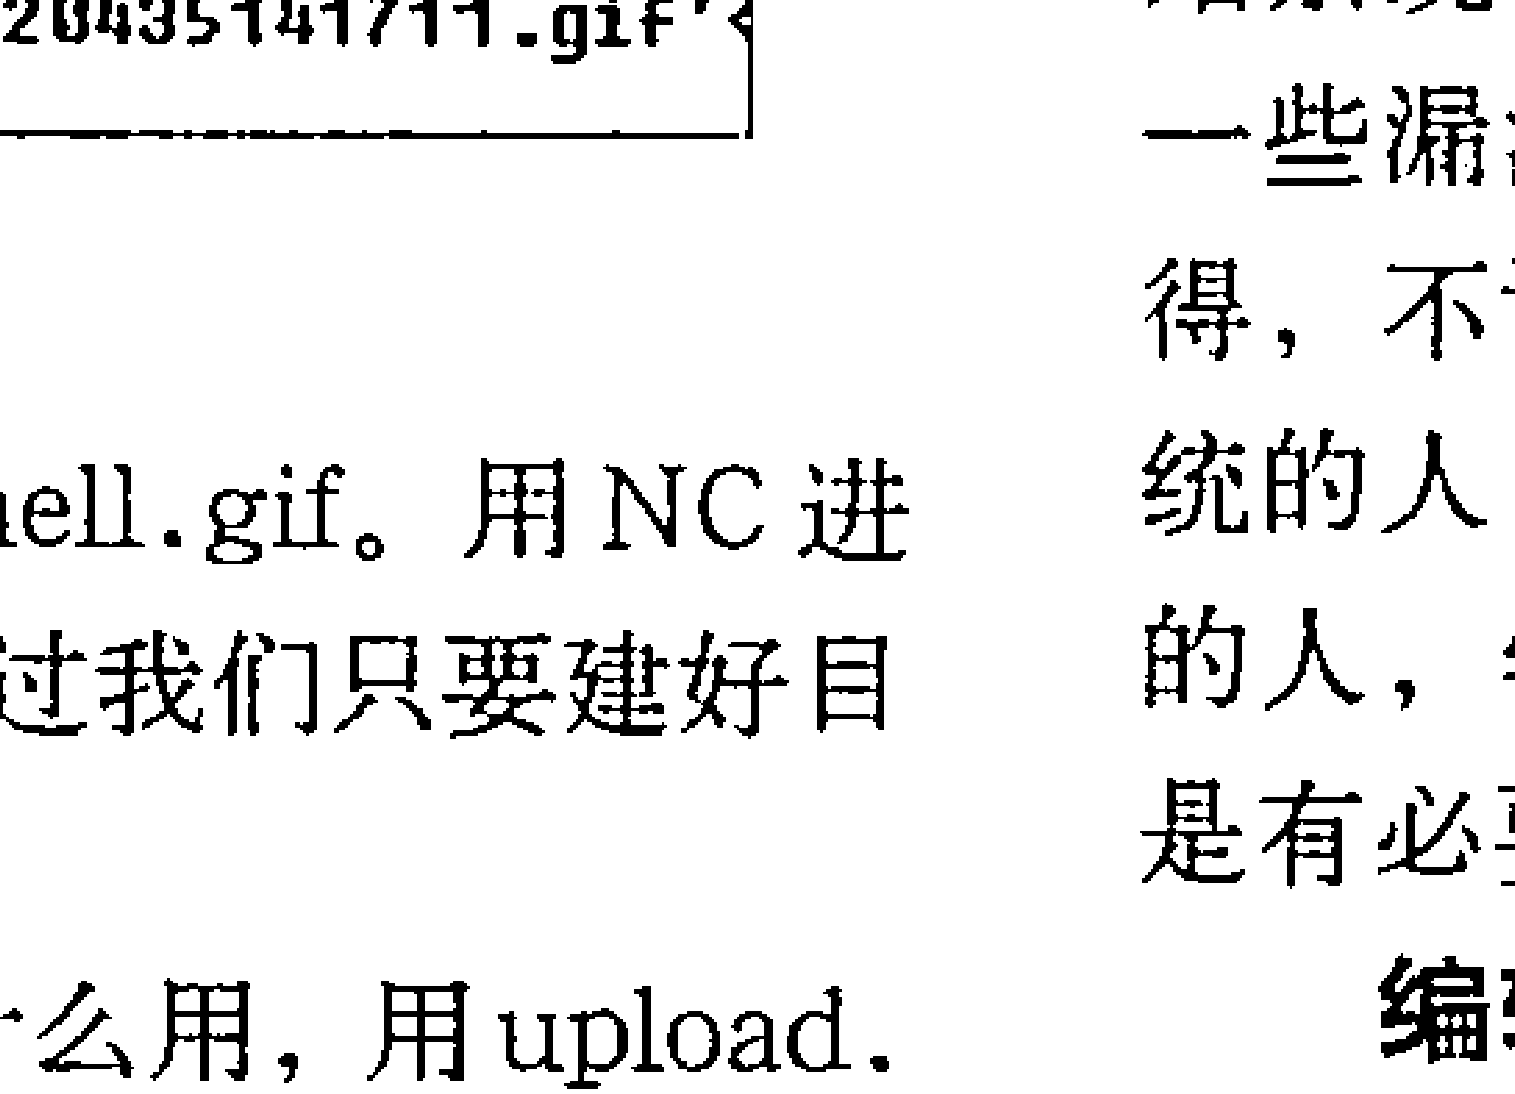 20435141711.gif'
ell.gif。用NC进
过我们只要建好目
么用，用upload.
一些漏
得，不
统的人
的人，
是有必要
编